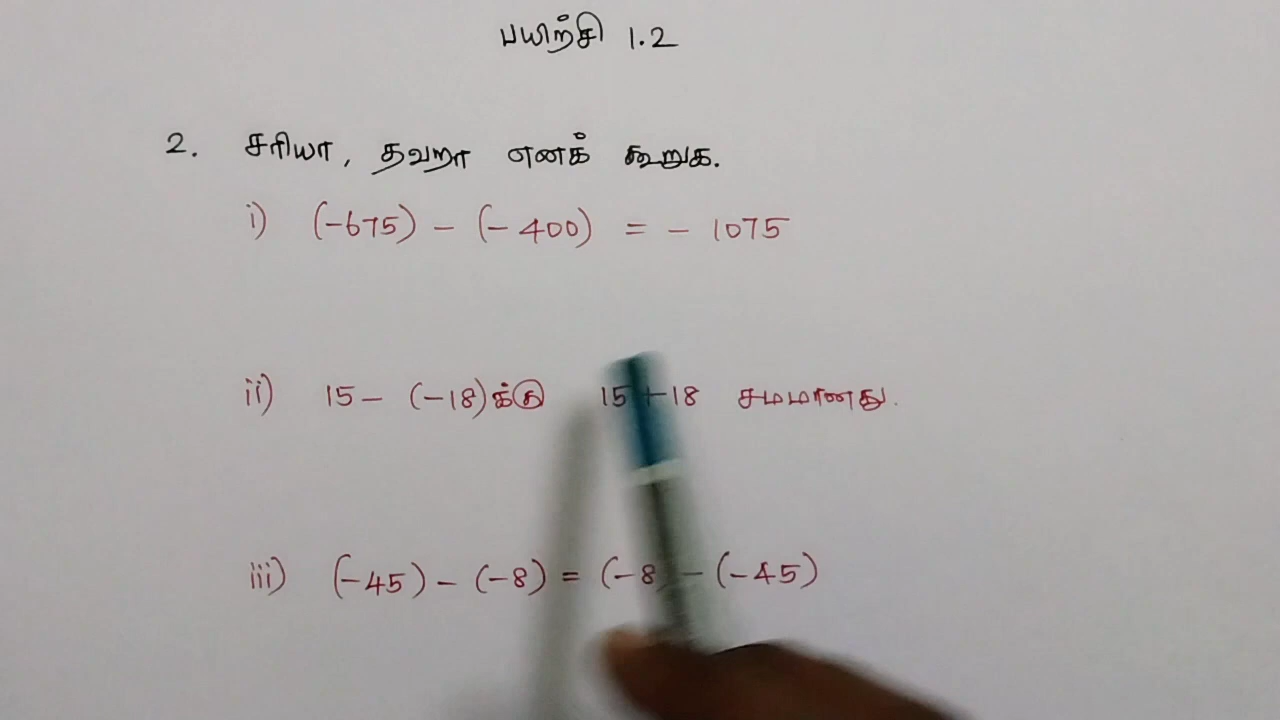 பயிற்சி 1.2
2. சரியா, தவறா எனக் கூறுக.
i) (-675) - (-400) = - 1075
ii) 15 - (-18)க்கு 15+18 சமமானது.
iii) (-45) - (-8) = (-8) - (-45)